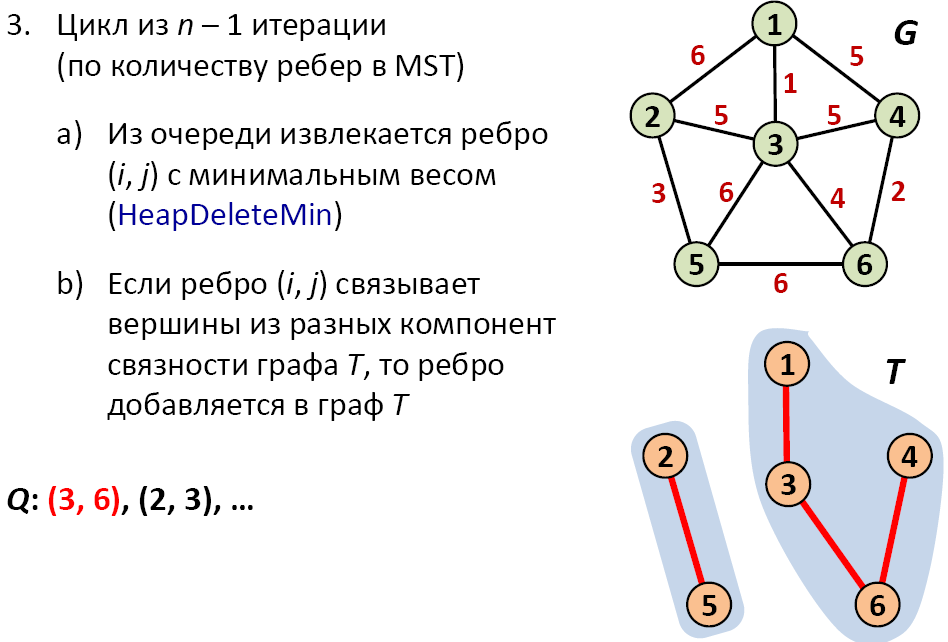 3. Цикл из n – 1 итерации
(по количеству ребер в MST)
a) Из очереди извлекается ребро
(i, j) с минимальным весом
(HeapDeleteMin)
b) Если ребро (i, j) связывает
вершины из разных компонент
связности графа T, то ребро
добавляется в граф T
Q: (3, 6), (2, 3), ...
G
1
6
5
1
2
5
5
4
3
3
6
4
2
5
6
6
T
1
2
4
3
5
6